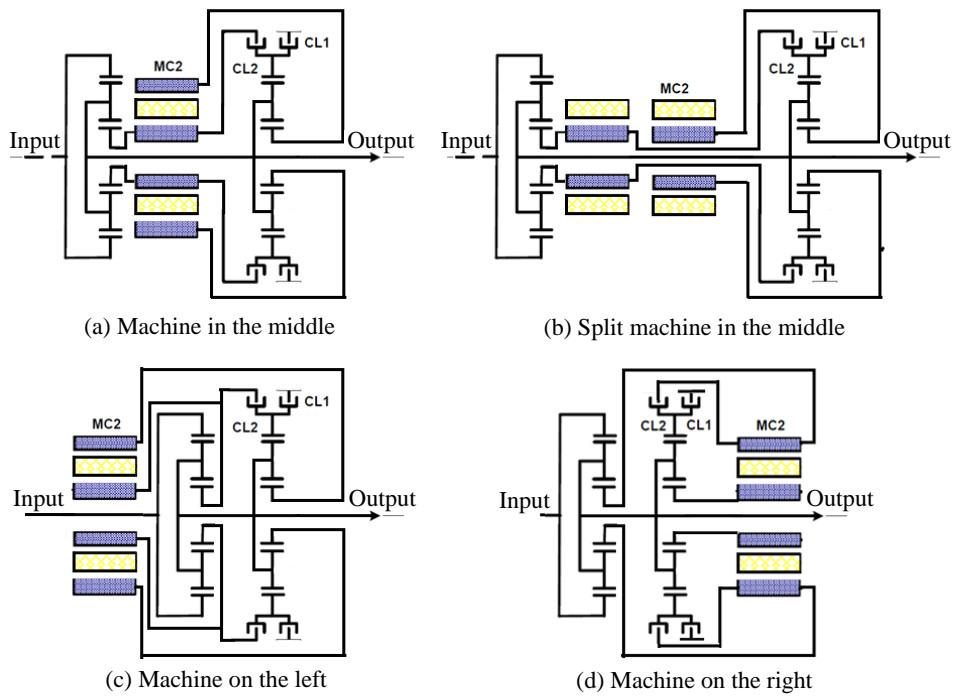 MC2
CL2
CL1
Input
Output
(a) Machine in the middle
MC2
CL2
CL1
Input
Output
(b) Split machine in the middle
MC2
CL2
CL1
Input
Output
(c) Machine on the left
CL2
CL1
MC2
Input
Output
(d) Machine on the right